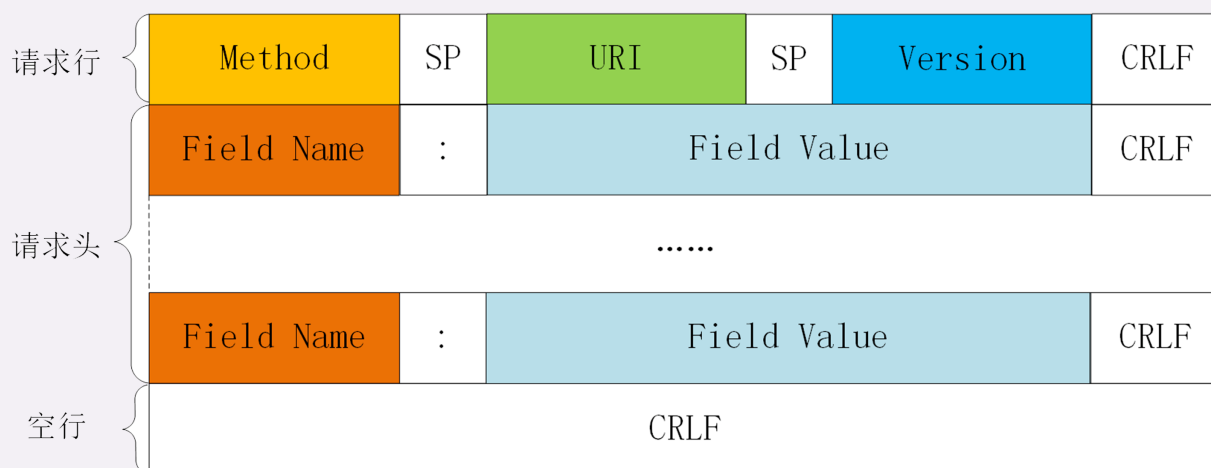 请求行 Method SP URI SP Version CRLF
Field Name : Field Value CRLF
请求头 ......
Field Name : Field Value CRLF
空行 CRLF